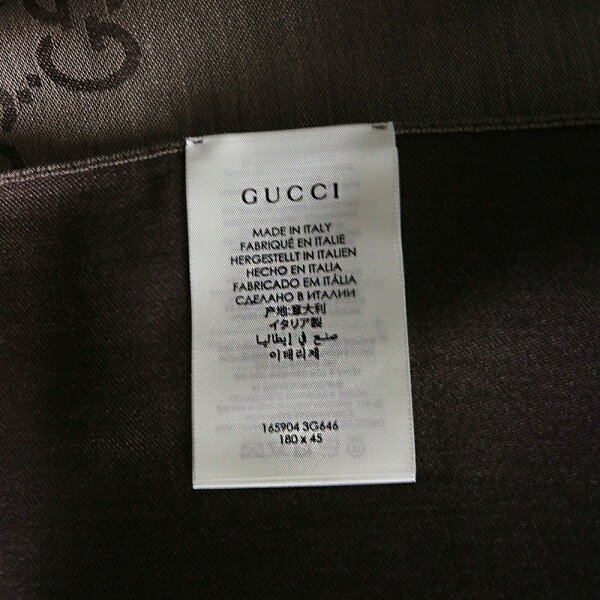 GUCCI
MADE IN ITALY
FABRIQUÉ EN ITALIE
HERGESTELLT IN ITALIEN
HECHO EN ITALIA
FABRICADO EM ITÁLIA
СДЕЛАНО В ИТАЛИИ
产地:意大利
イタリア製
صنع في إيطاليا
이태리제
165904 3G646
180 x 45